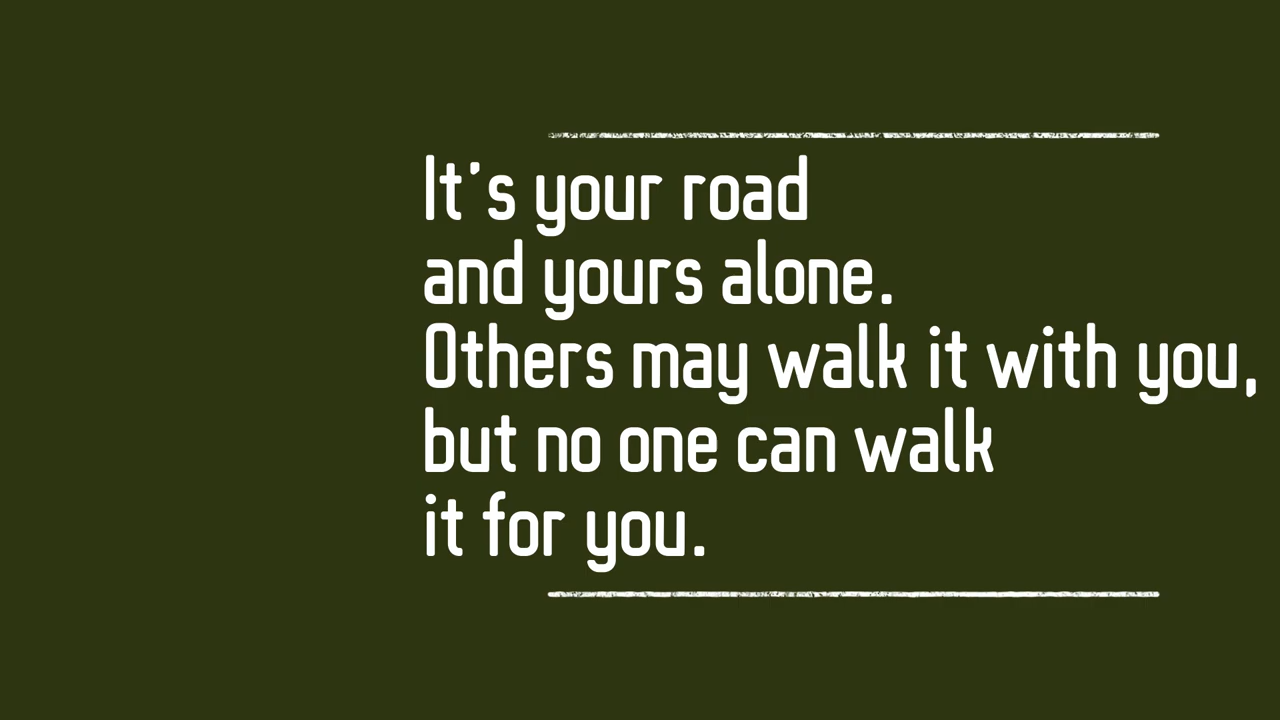 It's your road
and yours alone.
Others may walk it with you,
but no one can walk
it for you.